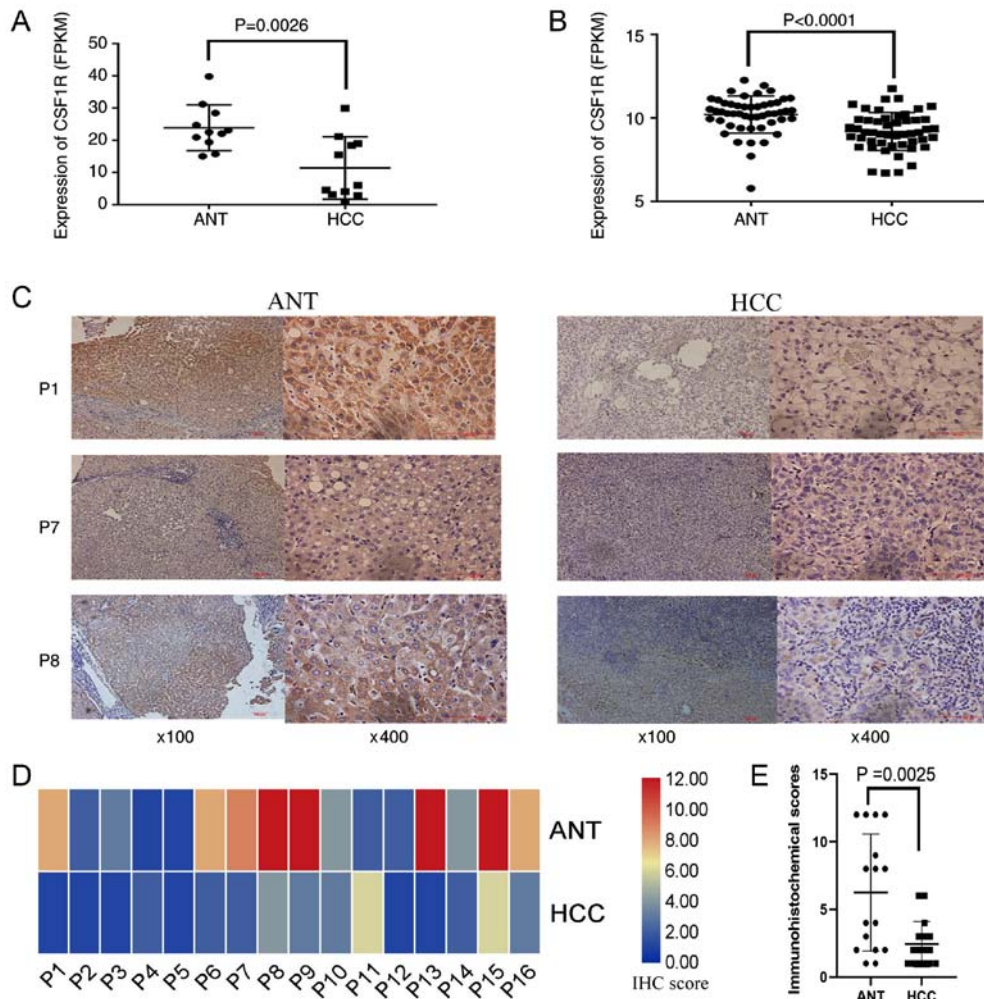 A
P=0.0026
Expression of CSF1R (FPKM)
50
40
30
20
10
0
ANT
HCC
B
P<0.0001
Expression of CSF1R (FPKM)
15
10
5
ANT
HCC
C
ANT
HCC
P1
P7
P8
x100
x400
x100
x400
D
ANT
HCC
P1
P2
P3
P4
P5
P6
P7
P8
P9
P10
P11
P12
P13
P14
P15
P16
12.00
10.00
8.00
6.00
4.00
2.00
0.00
IHC score
E
P =0.0025
Immunohistochemical scores
15
10
5
0
ANT
HCC